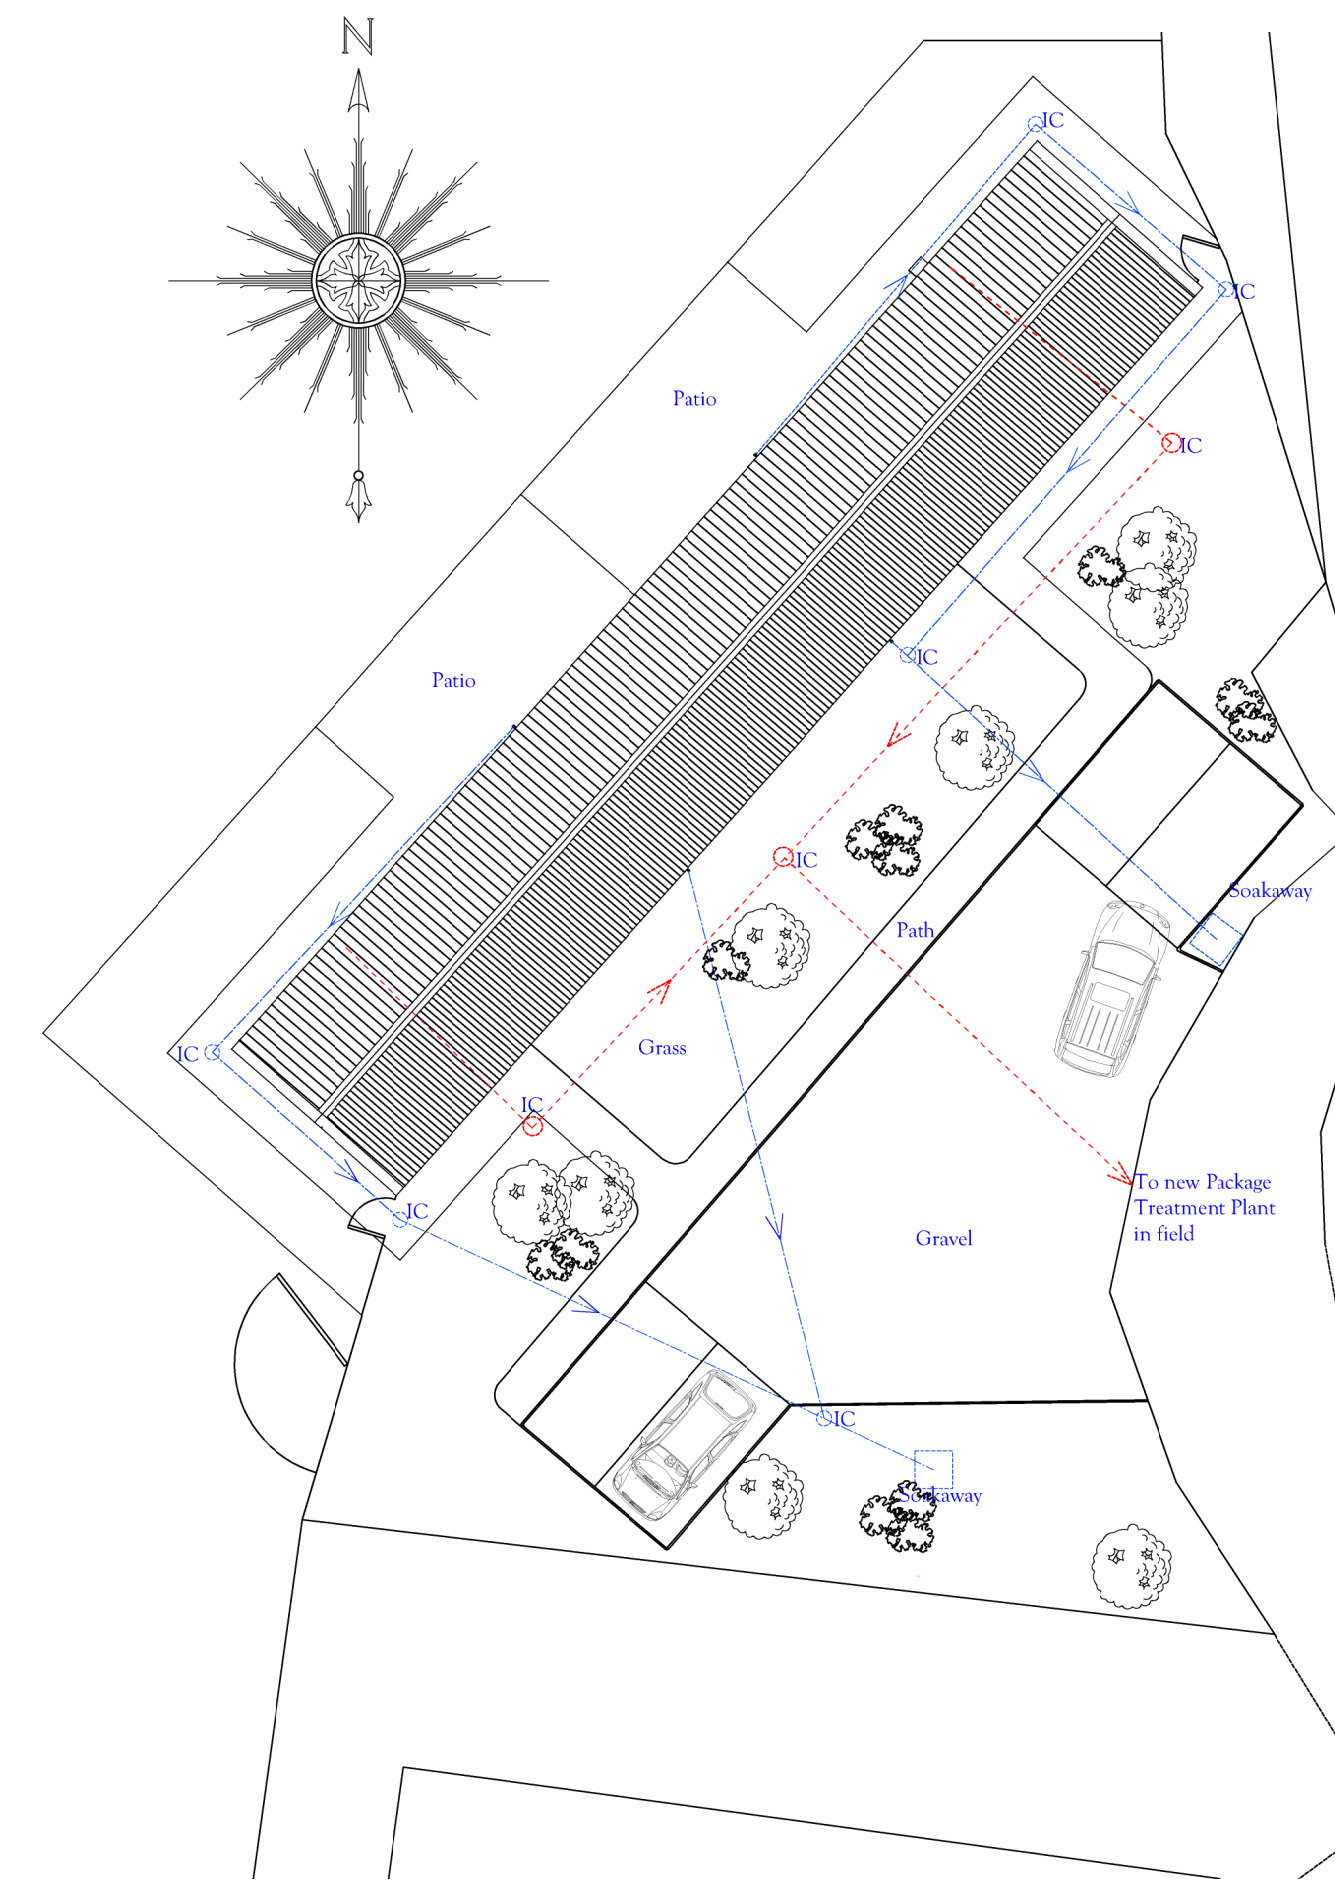 N
IC
IC
Patio
IC
IC
Patio
IC
Soakaway
Path
Grass
IC
IC
IC
To new Package
Treatment Plant
in field
Gravel
IC
Soakaway